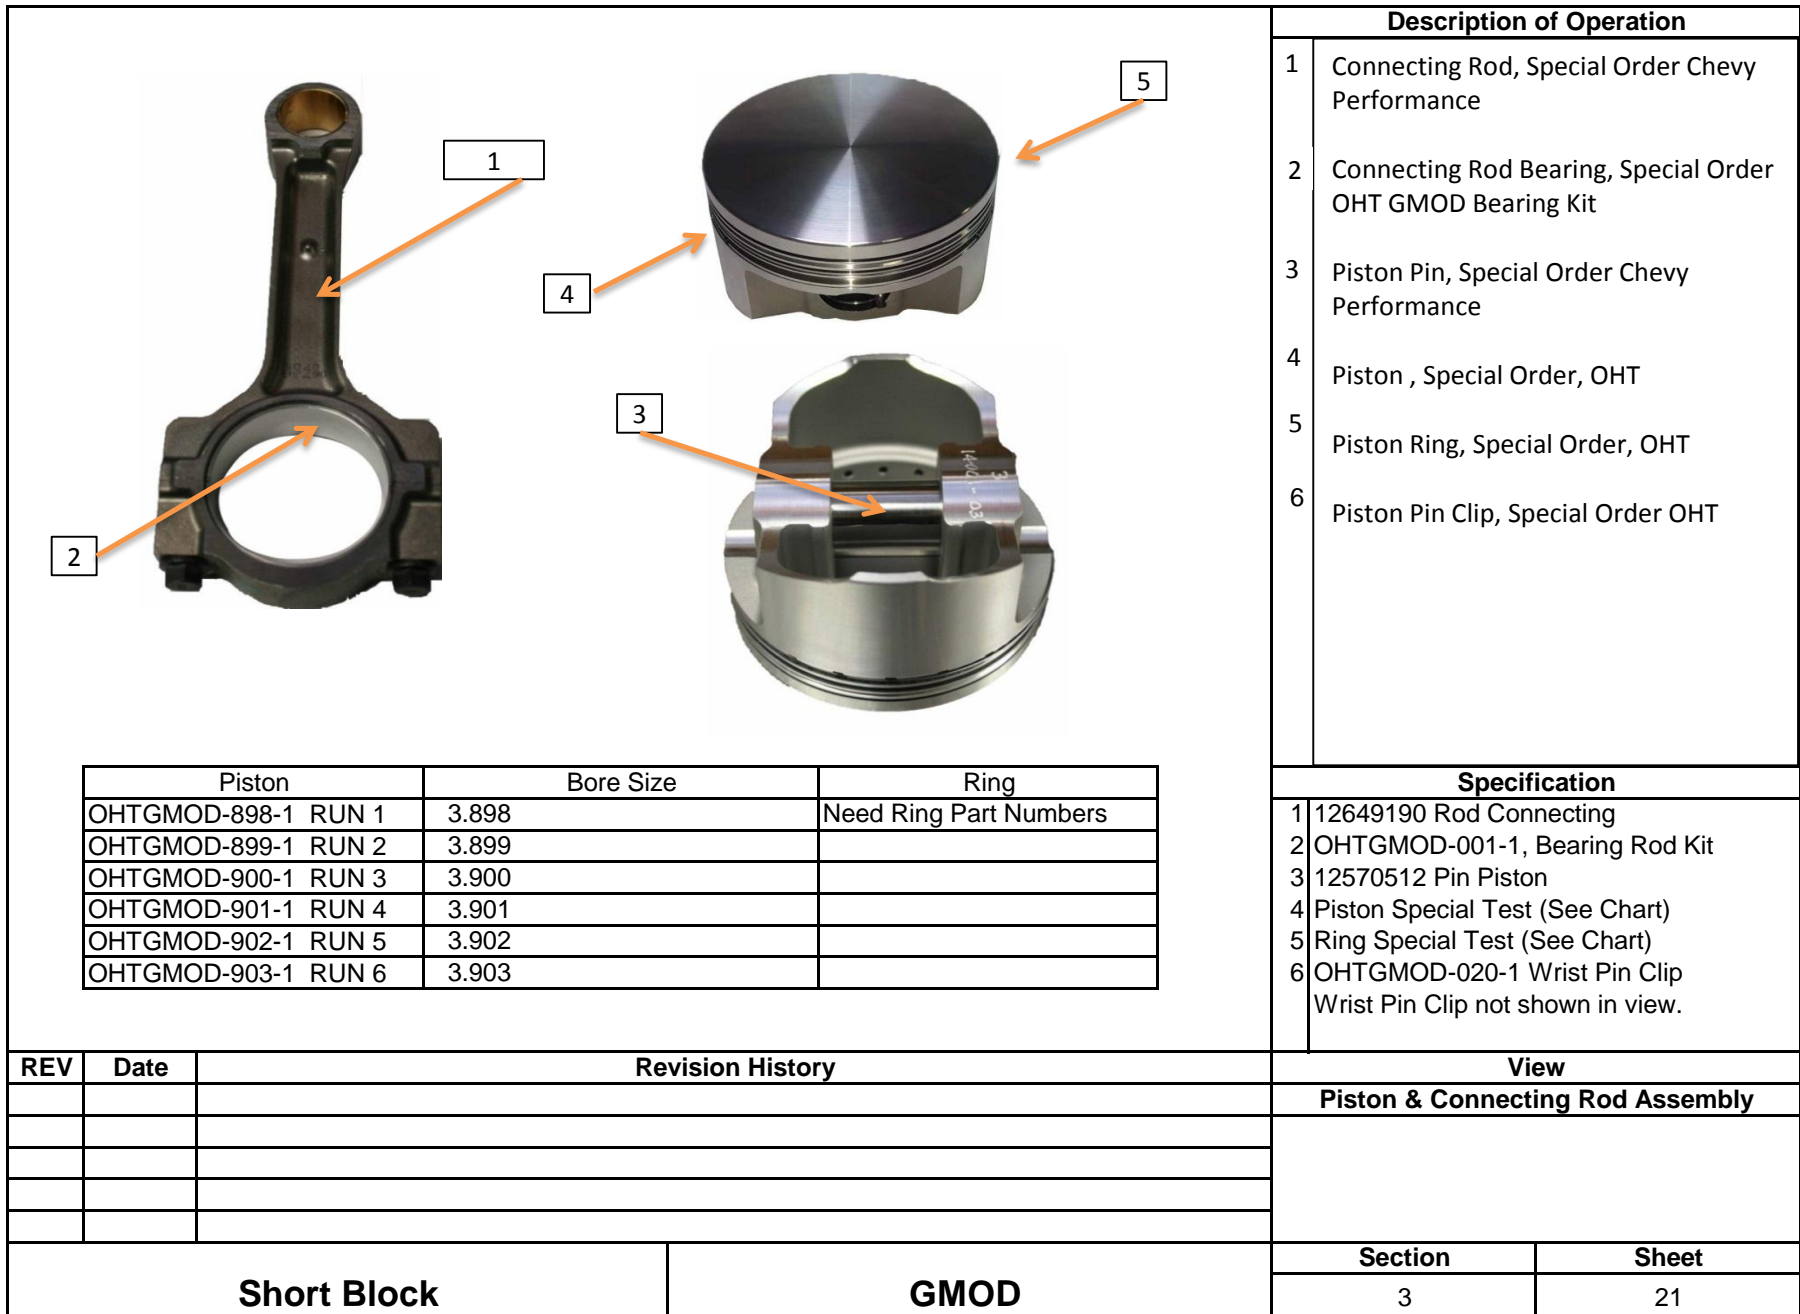 Description of Operation
1 Connecting Rod, Special Order Chevy
Performance
2 Connecting Rod Bearing, Special Order
OHT GMOD Bearing Kit
3 Piston Pin, Special Order Chevy
Performance
4 Piston , Special Order, OHT
5 Piston Ring, Special Order, OHT
6 Piston Pin Clip, Special Order OHT
1
5
4
3
2
Piston Bore Size Ring
OHTGMOD-898-1 RUN 1 3.898 Need Ring Part Numbers
OHTGMOD-899-1 RUN 2 3.899
OHTGMOD-900-1 RUN 3 3.900
OHTGMOD-901-1 RUN 4 3.901
OHTGMOD-902-1 RUN 5 3.902
OHTGMOD-903-1 RUN 6 3.903
Specification
1 12649190 Rod Connecting
2 OHTGMOD-001-1, Bearing Rod Kit
3 12570512 Pin Piston
4 Piston Special Test (See Chart)
5 Ring Special Test (See Chart)
6 OHTGMOD-020-1 Wrist Pin Clip
Wrist Pin Clip not shown in view.
REV Date Revision History
View
Piston & Connecting Rod Assembly
Short Block
GMOD
Section Sheet
3 21